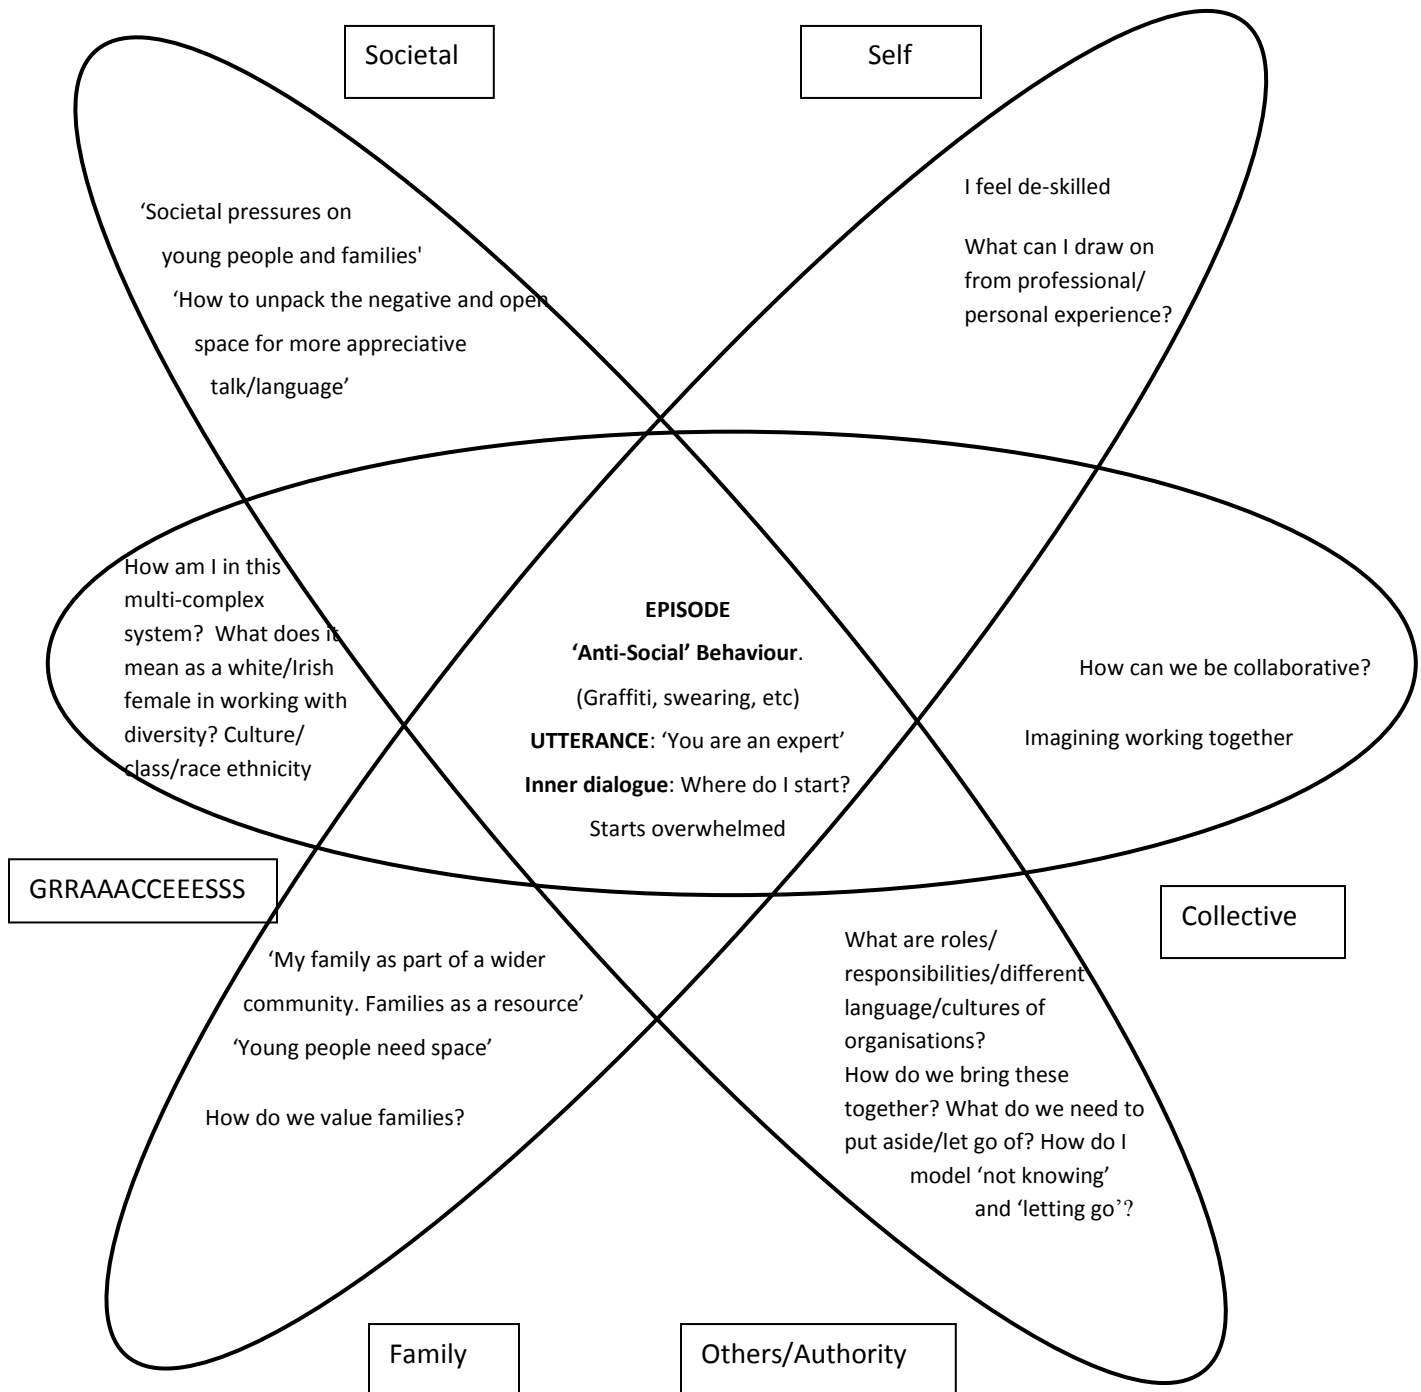 Societal
Self
‘Societal pressures on
young people and families'
‘How to unpack the negative and open
space for more appreciative
talk/language’
I feel de-skilled
What can I draw on
from professional/
personal experience?
How am I in this
multi-complex
system?  What does it
mean as a white/Irish
female in working with
diversity? Culture/
class/race ethnicity
EPISODE
‘Anti-Social’ Behaviour.
(Graffiti, swearing, etc)
UTTERANCE: ‘You are an expert’
Inner dialogue: Where do I start?
Starts overwhelmed
How can we be collaborative?
Imagining working together
GRRAAACCEEESSS
Collective
‘My family as part of a wider
community. Families as a resource’
‘Young people need space’
How do we value families?
What are roles/
responsibilities/different
language/cultures of
organisations?
How do we bring these
together? What do we need to
put aside/let go of? How do I
model ‘not knowing’
and ‘letting go’?
Family
Others/Authority